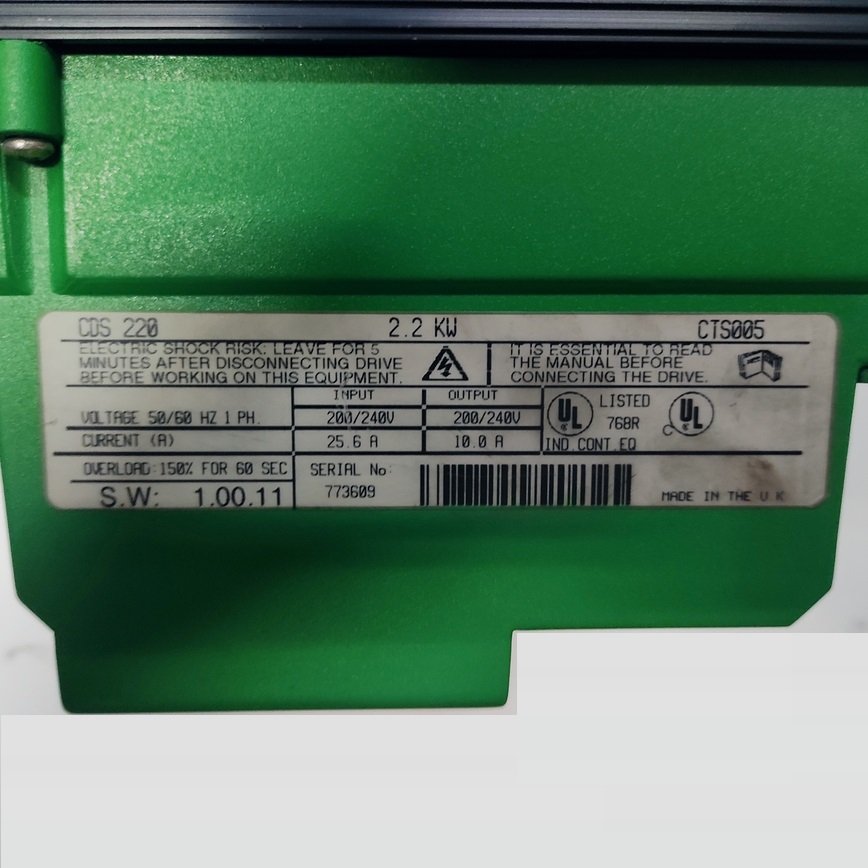 CDS 220 2.2 KW CTS005
ELECTRIC SHOCK RISK: LEAVE FOR 5
MINUTES AFTER DISCONNECTING DRIVE
BEFORE WORKING ON THIS EQUIPMENT.
IT IS ESSENTIAL TO READ
THE MANUAL BEFORE
CONNECTING THE DRIVE.
INPUT OUTPUT
VOLTAGE 50/60 HZ 1 PH. 200/240V 200/240V
CURRENT (A) 25.6 A 10.0 A
UL LISTED UL
768R
IND.CONT.EQ
OVERLOAD:150% FOR 60 SEC
S.W: 1.00.11
SERIAL No:
773609
MADE IN THE U.K